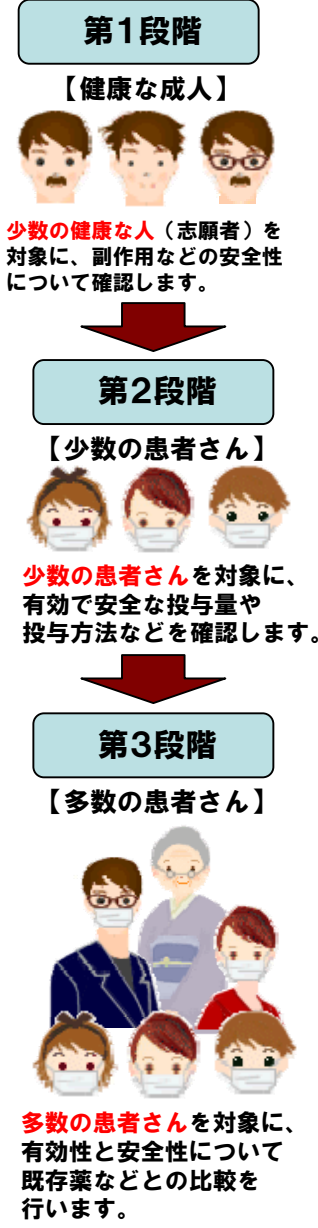 第1段階
【健康な成人】
少数の健康な人（志願者）を
対象に、副作用などの安全性
について確認します。
第2段階
【少数の患者さん】
少数の患者さんを対象に、
有効で安全な投与量や
投与方法などを確認します。
第3段階
【多数の患者さん】
多数の患者さんを対象に、
有効性と安全性について
既存薬などとの比較を
行います。